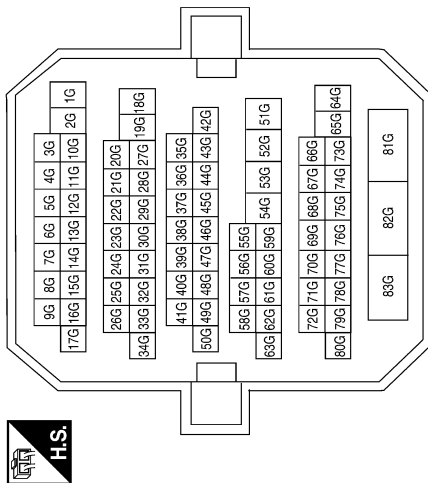 H.S.
9G 8G 7G 6G 5G 4G 3G
17G 16G 15G 14G 13G 12G 11G 10G 2G 1G
26G 25G 24G 23G 22G 21G 20G
34G 33G 32G 31G 30G 29G 28G 27G 19G 18G
41G 40G 39G 38G 37G 36G 35G
50G 49G 48G 47G 46G 45G 44G 43G 42G
58G 57G 56G 55G
63G 62G 61G 60G 59G 54G 53G 52G 51G
72G 71G 70G 69G 68G 67G 66G
80G 79G 78G 77G 76G 75G 74G 73G 65G 64G
83G 82G 81G